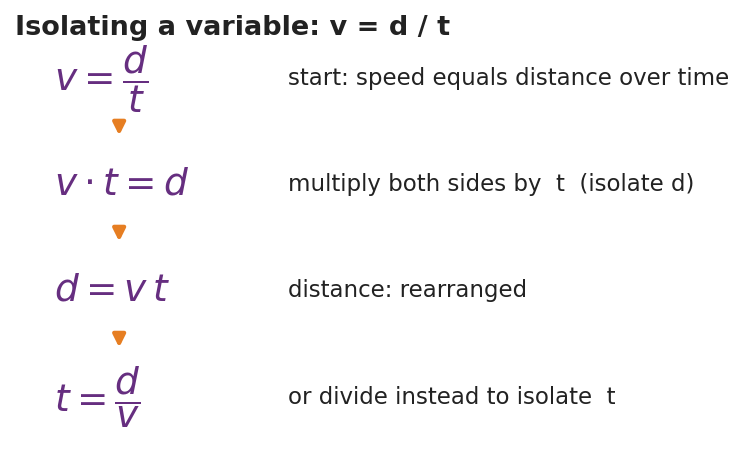 Isolating a variable: v = d / t
v = d/t    start: speed equals distance over time
v · t = d    multiply both sides by t (isolate d)
d = v t    distance: rearranged
t = d/v    or divide instead to isolate t